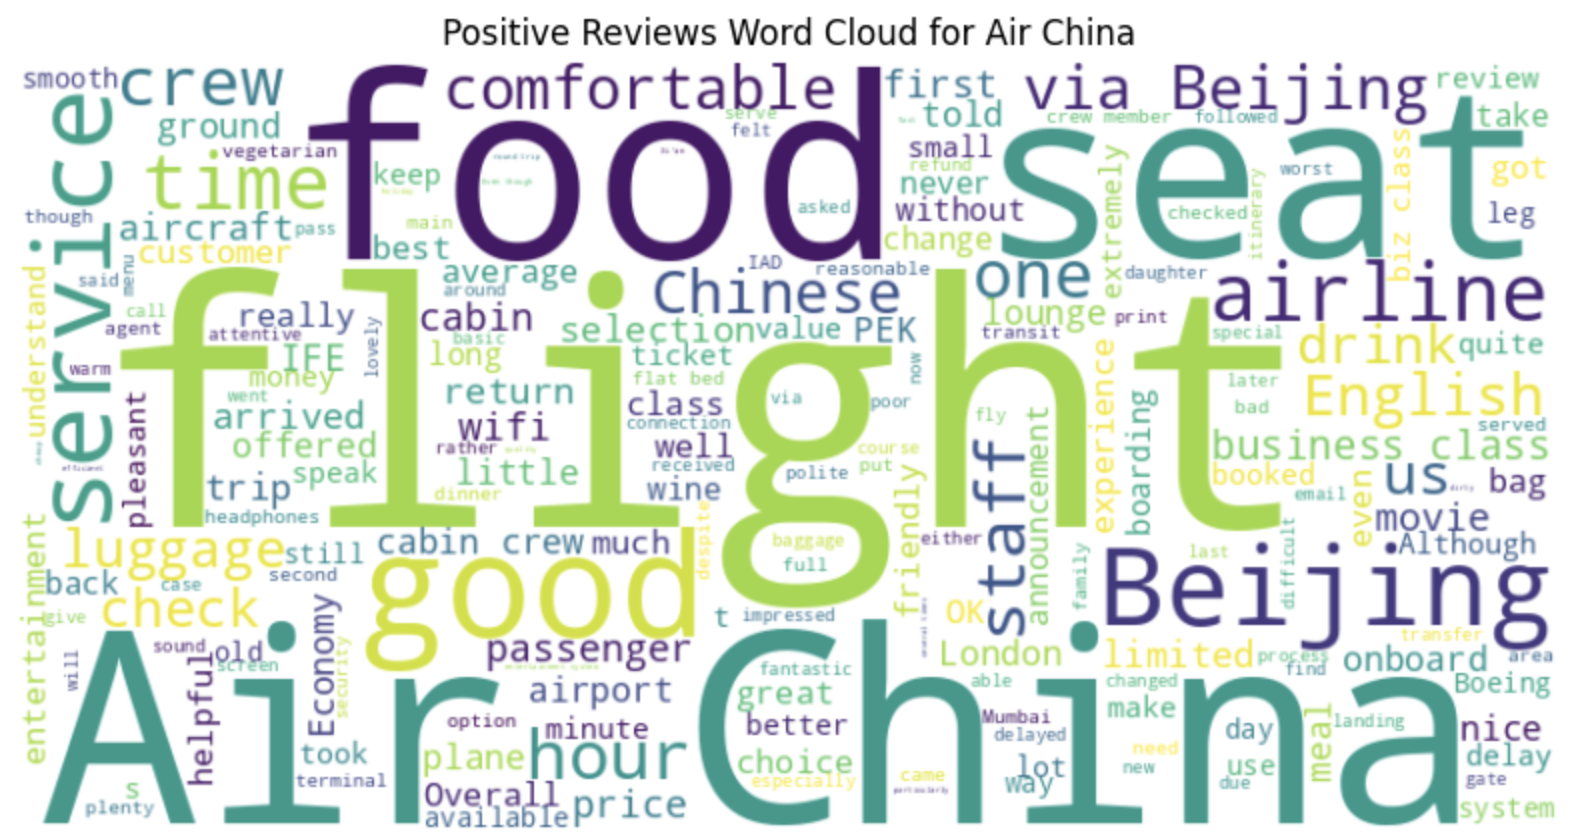 Positive Reviews Word Cloud for Air China
smooth
crew
comfortable
first
via Beijing
review
service
ground
food
serve
felt
told
crew member
followed
seat
take
vegetarian
round trip
small
time
keep
refund
extremely
worst
biz class
got
never
itinerary
though
main
asked
without
checked
leg
aircraft
pass
best
change
customer
said
menu
average
IAD
reasonable
one
daughter
understand
around
Chinese
airline
call
really
cabin
lounge
agent
attentive
lovely
basic
selection
value
PEK
transit
print
special
flight
IFE
long
ticket
drink
quite
warm
money
flat bed
now
experience
later
went
return
via
English
pleasant
arrived
class
poor
bad
wifi
connection
fly
boarding
served
offered
rather
well
course
announcement
business class
speak
little
received
put
polite
staff
booked
us
bag
trip
dinner
wine
friendly
email
even
headphones
movie
entertainment
luggage
still
cabin crew
much
despite
baggage
either
last
difficult
Although
good
full
family
back
case
second
Beijing
give
check
t
impressed
OK
transfer
sound
old
Economy
passenger
London
limited
process
onboard
area
will
screen
security
fantastic
able
find
Boeing
helpful
airport
great
changed
Air China
option
minute
better
Mumbai
make
day
landing
nice
took
plane
hour
delayed
meal
delay
choice
need
terminal
especially
came
lot
new
use
gate
s
Overall
particularly
way
due
plenty
available
price
system